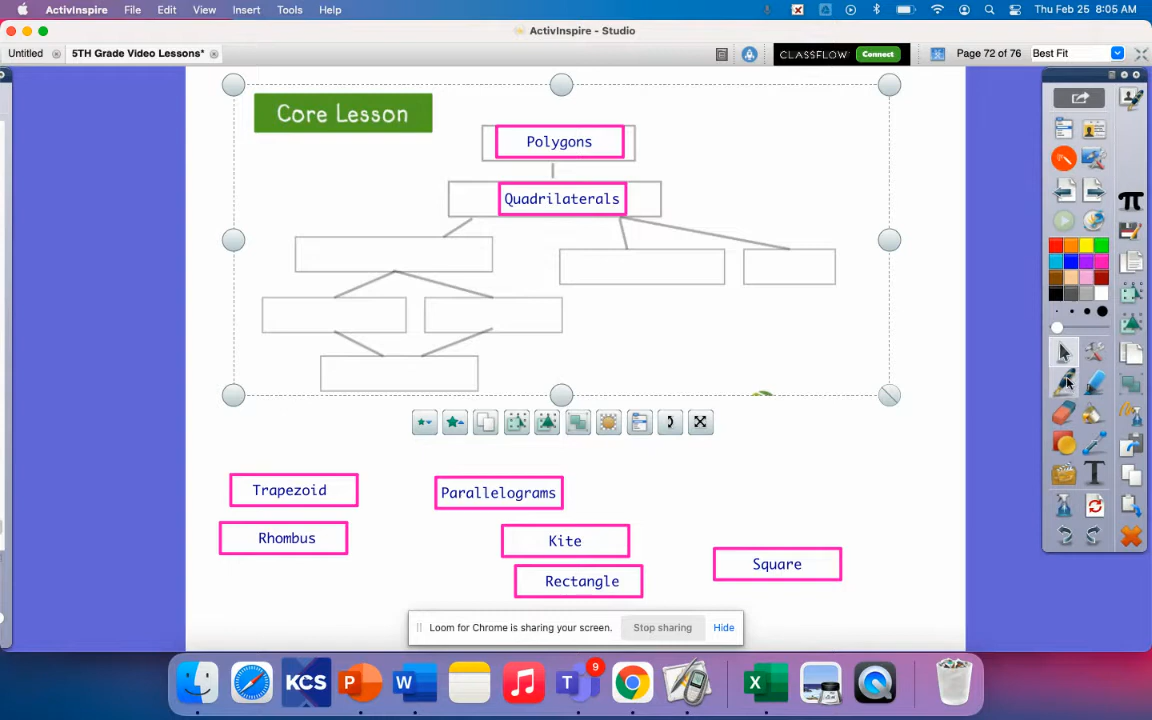 ActivInspire File Edit View Insert Tools Help Thu Feb 25 8:05 AM
ActivInspire - Studio
Untitled 5TH Grade Video Lessons* CLASSFLOW Connect Page 72 of 76 Best Fit
Core Lesson
Polygons
Quadrilaterals
Trapezoid Parallelograms
Rhombus Kite
Square
Rectangle
Loom for Chrome is sharing your screen. Stop sharing Hide
KCS P W T 9 X